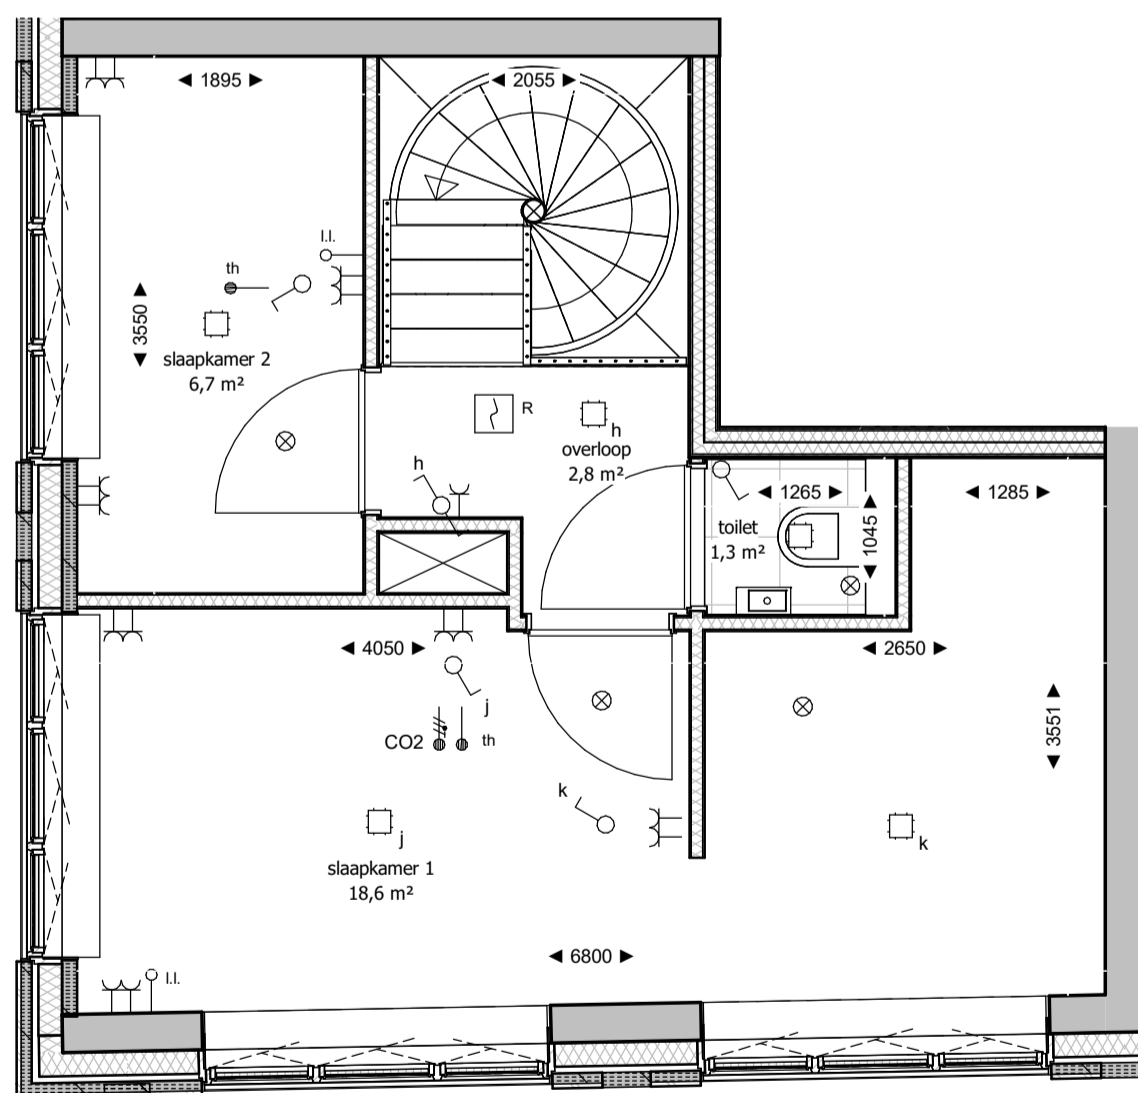 ◄ 1895 ►
◄ 2055 ►
l.l.
th
◄ 3550 ►
slaapkamer 2
6,7 m²
R
h
overloop
2,8 m²
h
◄ 1265 ►
◄ 1285 ►
toilet
1,3 m²
◄ 1045 ►
◄ 4050 ►
◄ 2650 ►
j
CO2
th
◄ 3551 ►
k
j
k
slaapkamer 1
18,6 m²
◄ 6800 ►
l.l.